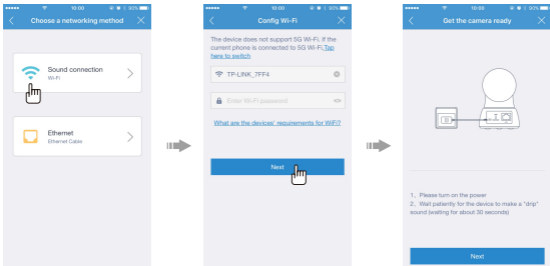 10:00
90%
Choose a networking method
Sound connection
Wi-Fi
Ethernet
Ethernet Cable
10:00
90%
Config Wi-Fi
The device does not support 5G Wi-Fi. If the
current phone is connected to 5G Wi-Fi,Tap
here to switch
TP-LINK_7FF4
Enter Wi-Fi password
What are the devices' requirements for WiFi?
Next
10:00
90%
Get the camera ready
1、Please turn on the power
2、Wait patiently for the device to make a "drip"
sound (waiting for about 30 seconds)
Next